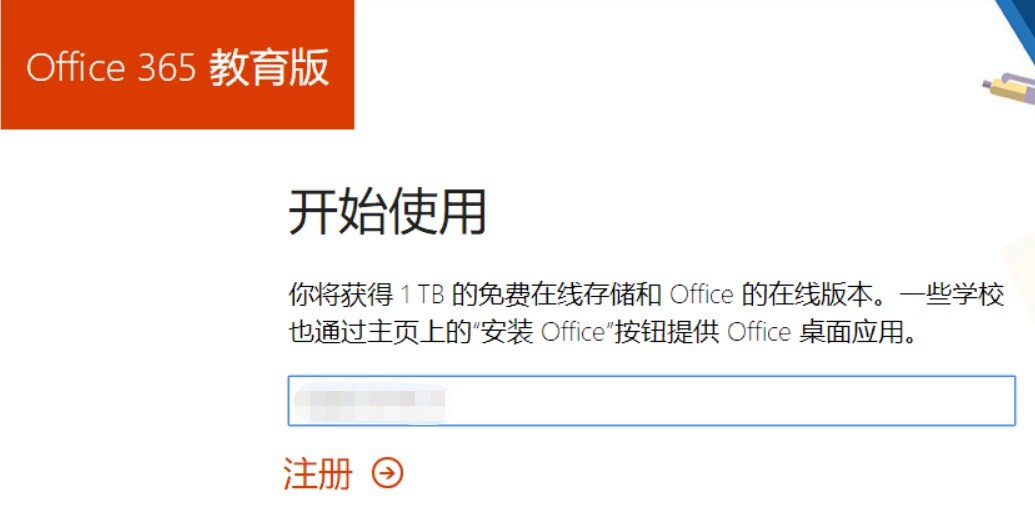 Office 365 教育版
开始使用
你将获得 1 TB 的免费在线存储和 Office 的在线版本。一些学校
也通过主页上的“安装 Office”按钮提供 Office 桌面应用。
注册